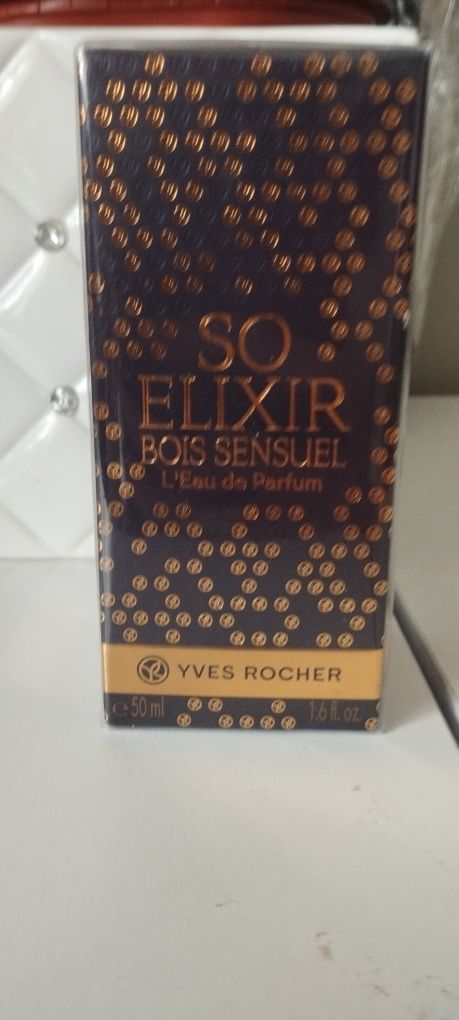 SO
ELIXIR
BOIS SENSUEL
L'Eau de Parfum
YVES ROCHER
e 50 ml 1.6 fl. oz.